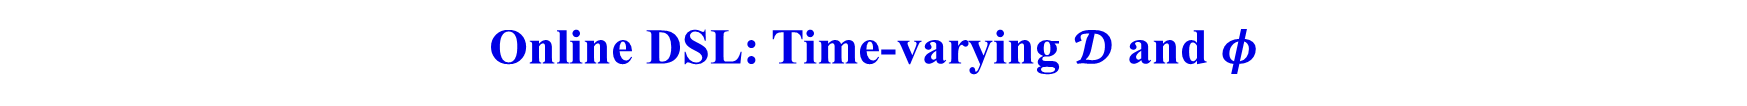 Online DSL: Time-varying 𝓓 and 𝝓